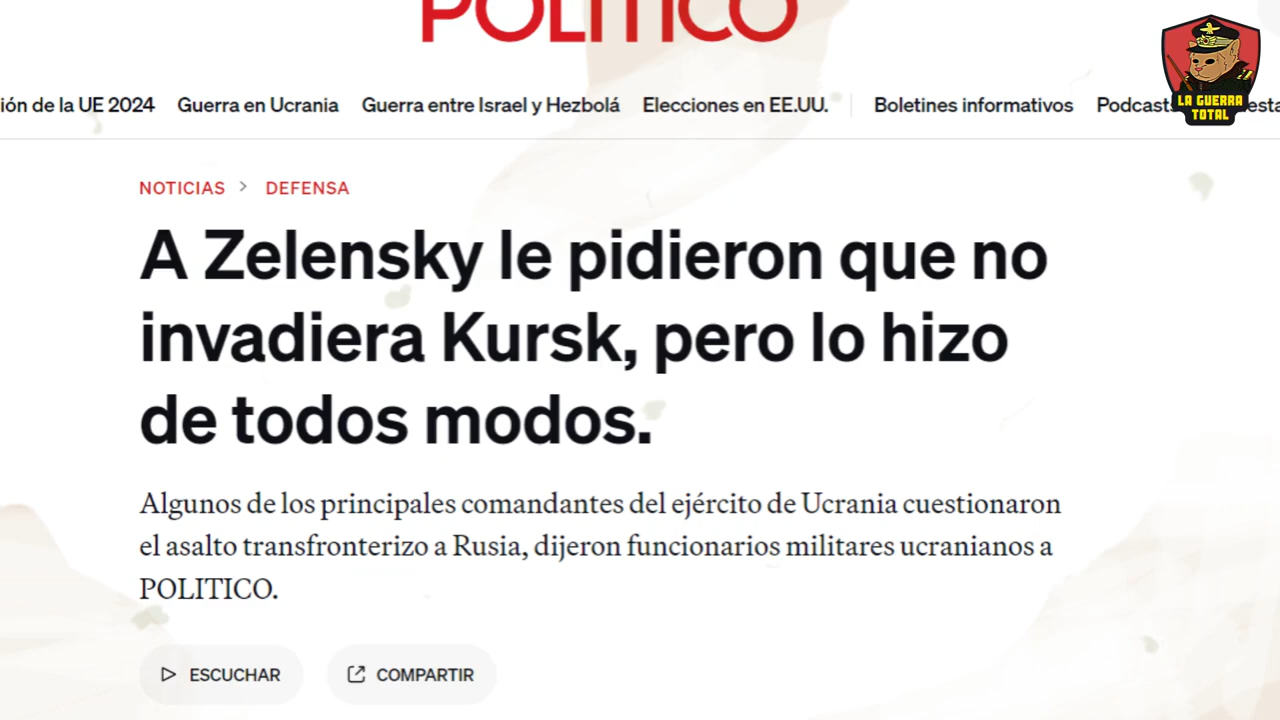 POLITICO
ión de la UE 2024 Guerra en Ucrania Guerra entre Israel y Hezbolá Elecciones en EE.UU. Boletines informativos Podcasts esta
LA GUERRA
TOTAL
NOTICIAS > DEFENSA
A Zelensky le pidieron que no
invadiera Kursk, pero lo hizo
de todos modos.
Algunos de los principales comandantes del ejército de Ucrania cuestionaron
el asalto transfronterizo a Rusia, dijeron funcionarios militares ucranianos a
POLITICO.
ESCUCHAR
COMPARTIR